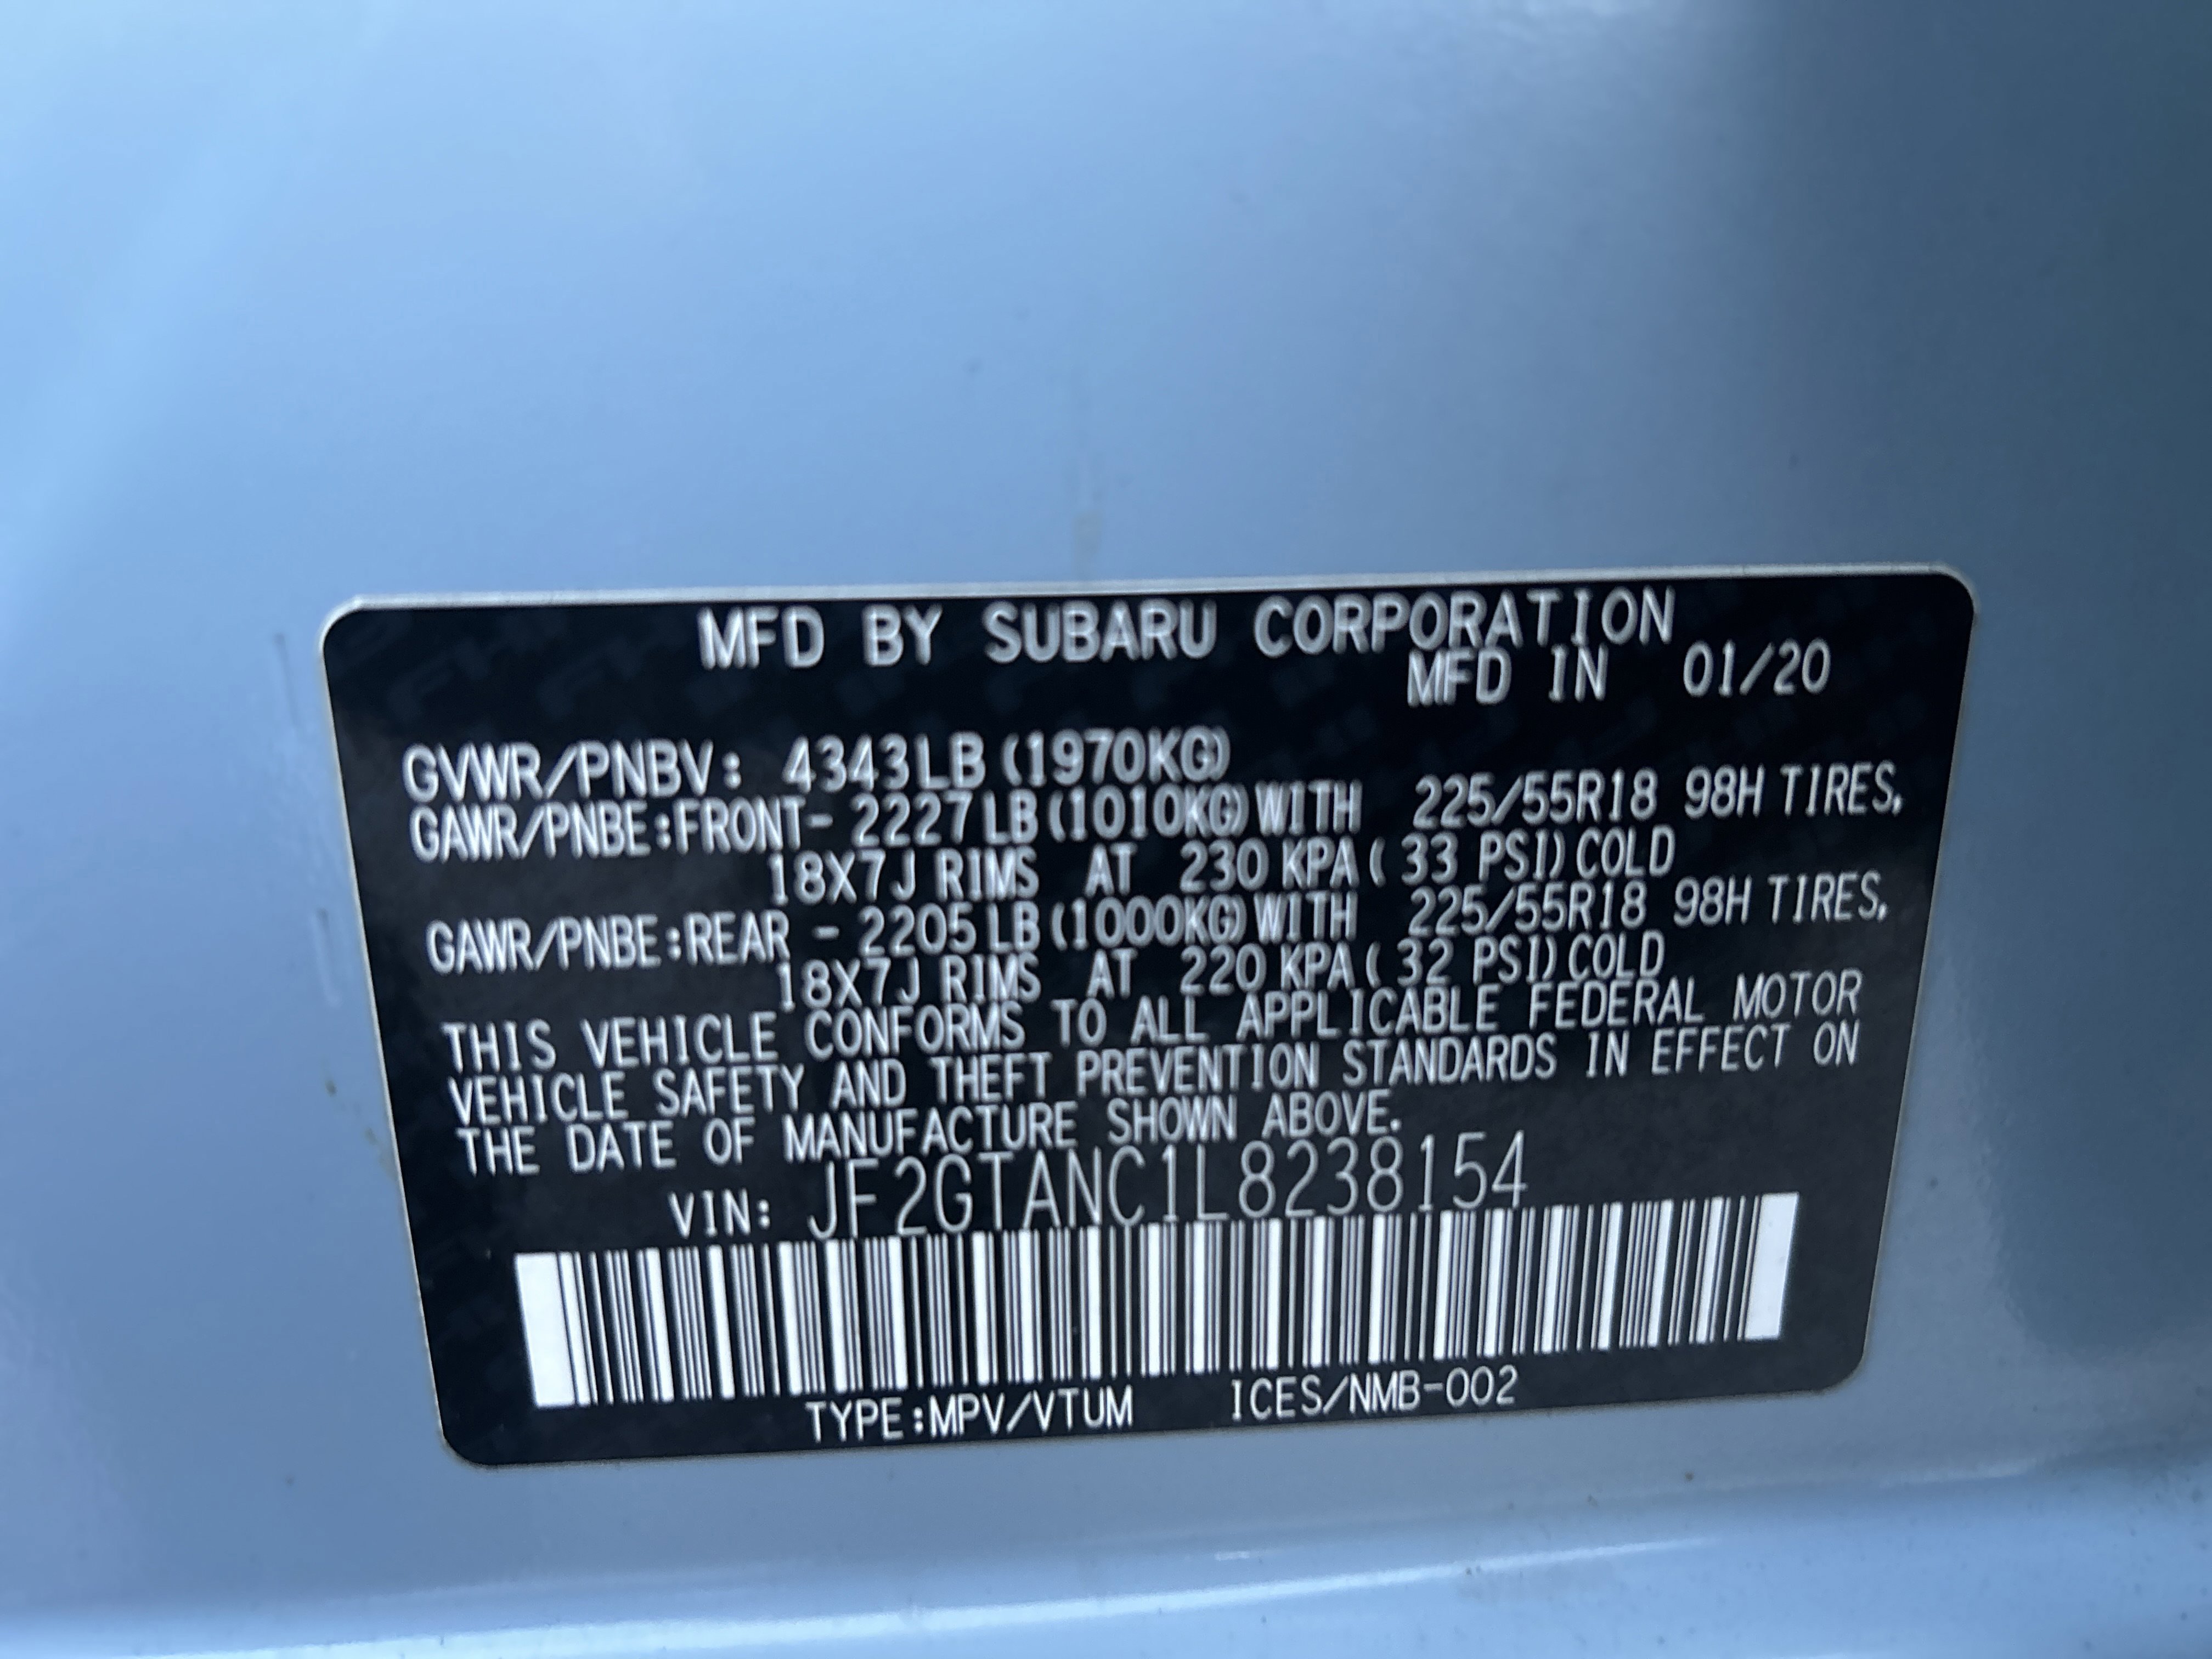 MFD BY SUBARU CORPORATION
MFD IN 01/20
GVWR/PNBV: 4343LB (1970KG)
GAWR/PNBE:FRONT- 2227LB (1010KG) WITH 225/55R18 98H TIRES,
18X7J RIMS AT 230 KPA ( 33 PSI) COLD
GAWR/PNBE:REAR - 2205LB (1000KG) WITH 225/55R18 98H TIRES,
18X7J RIMS AT 220 KPA ( 32 PSI) COLD
THIS VEHICLE CONFORMS TO ALL APPLICABLE FEDERAL MOTOR
VEHICLE SAFETY AND THEFT PREVENTION STANDARDS IN EFFECT ON
THE DATE OF MANUFACTURE SHOWN ABOVE.
VIN: JF2GTANC1L8238154
TYPE:MPV/VTUM ICES/NMB-002